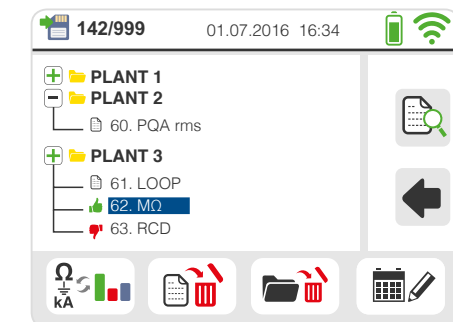 142/999 01.07.2016 16:34
PLANT 1
PLANT 2
60. PQA rms
PLANT 3
61. LOOP
62. MΩ
63. RCD
Ω
kA